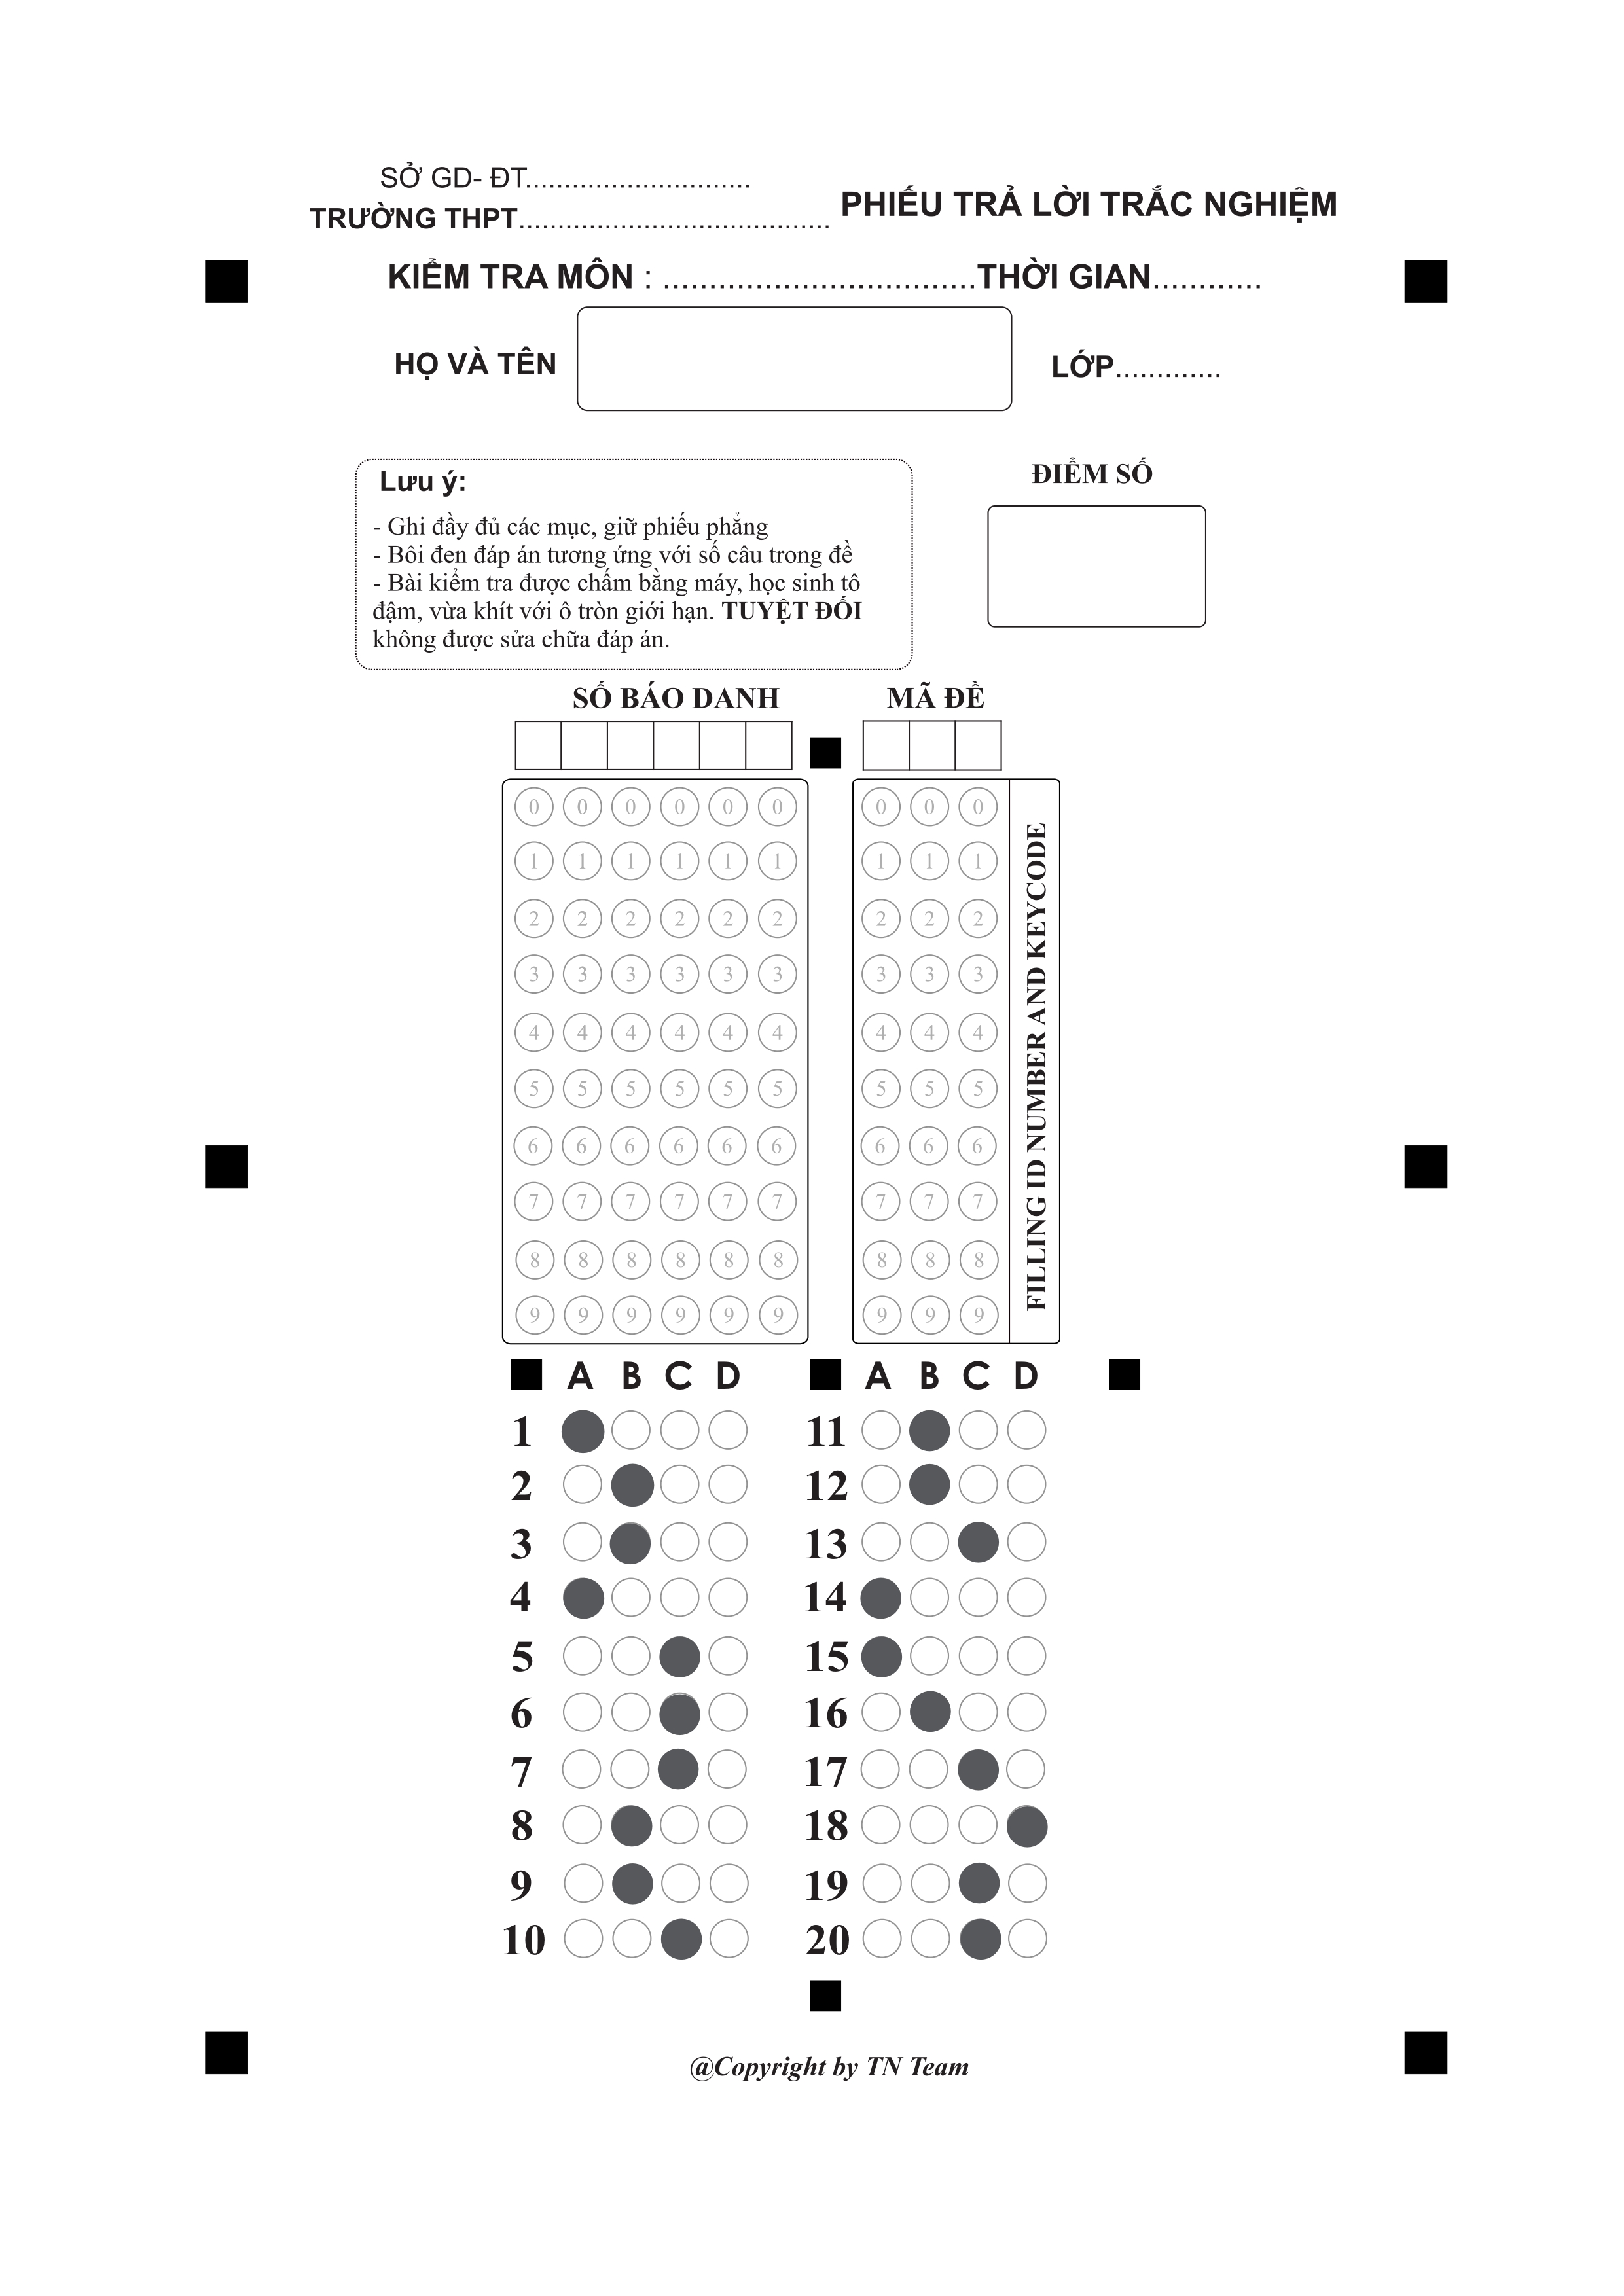 SỞ GD- ĐT.............................
TRƯỜNG THPT........................................
PHIẾU TRẢ LỜI TRẮC NGHIỆM
KIỂM TRA MÔN : ..................................THỜI GIAN............
HỌ VÀ TÊN
LỚP.............
Lưu ý:
- Ghi đầy đủ các mục, giữ phiếu phẳng
- Bôi đen đáp án tương ứng với số câu trong đề
- Bài kiểm tra được chấm bằng máy, học sinh tô
đậm, vừa khít với ô tròn giới hạn. TUYỆT ĐỐI
không được sửa chữa đáp án.
ĐIỂM SỐ
SỐ BÁO DANH
MÃ ĐỀ
0 0 0 0 0 0 0 0 0
1 1 1 1 1 1 1 1 1
2 2 2 2 2 2 2 2 2
3 3 3 3 3 3 3 3 3
4 4 4 4 4 4 4 4 4
5 5 5 5 5 5 5 5 5
6 6 6 6 6 6 6 6 6
7 7 7 7 7 7 7 7 7
8 8 8 8 8 8 8 8 8
9 9 9 9 9 9 9 9 9
FILLING ID NUMBER AND KEYCODE
A B C D
1
2
3
4
5
6
7
8
9
10
A B C D
11
12
13
14
15
16
17
18
19
20
@Copyright by TN Team